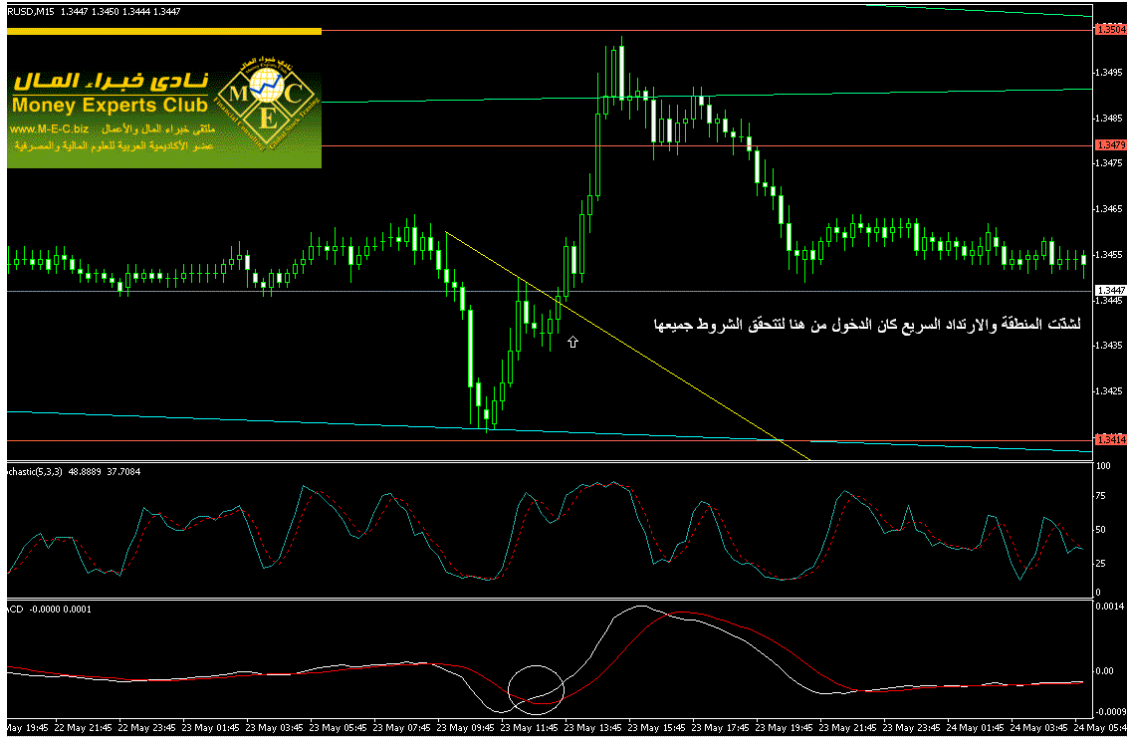 RUSD,M15 1.3447 1.3450 1.3444 1.3447
نادي خبراء المال
Money Experts Club
www.M-E-C.biz ملتقى خبراء المال والأعمال
عضو الأكاديمية العربية للعلوم المالية والمصرفية
M C
E
1.3504
1.3495
1.3485
1.3479
1.3475
1.3465
1.3455
1.3447
1.3445
لشدّت المنطقة والارتداد السريع كان الدخول من هنا لتتحقّق الشروط جميعها
1.3435
1.3425
1.3414
chastic(5,3,3) 48.8889 37.7084
100
75
50
25
0
ACD -0.0000 0.0001
0.0014
0.00
-0.0009
May 19:45 22 May 21:45 22 May 23:45 23 May 01:45 23 May 03:45 23 May 05:45 23 May 07:45 23 May 09:45 23 May 11:45 23 May 13:45 23 May 15:45 23 May 17:45 23 May 19:45 23 May 21:45 24 May 01:45 24 May 03:45 24 May 05:4